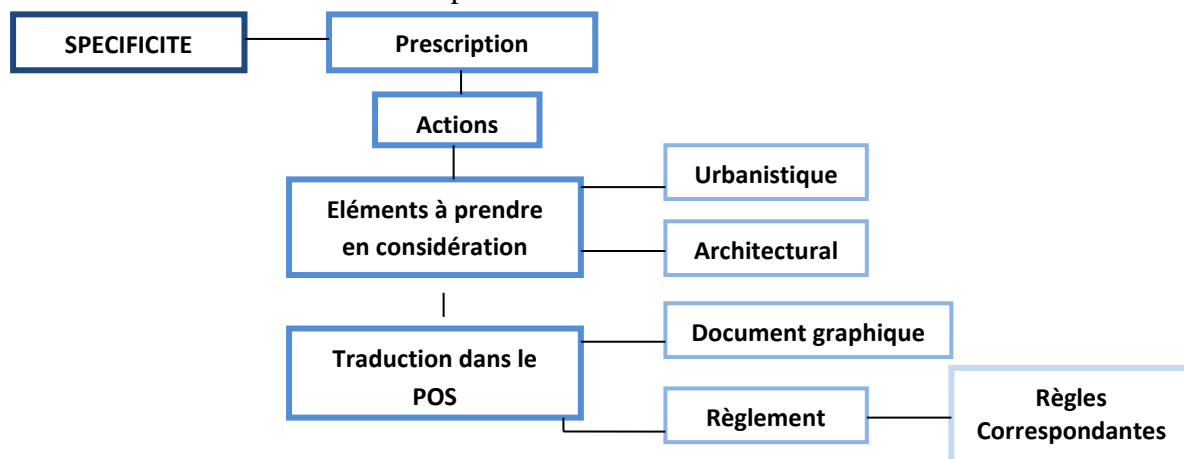 SPECIFICITE
Prescription
Actions
Urbanistique
Eléments à prendre
en considération
Architectural
Document graphique
Traduction dans le
POS
Règlement
Règles
Correspondantes